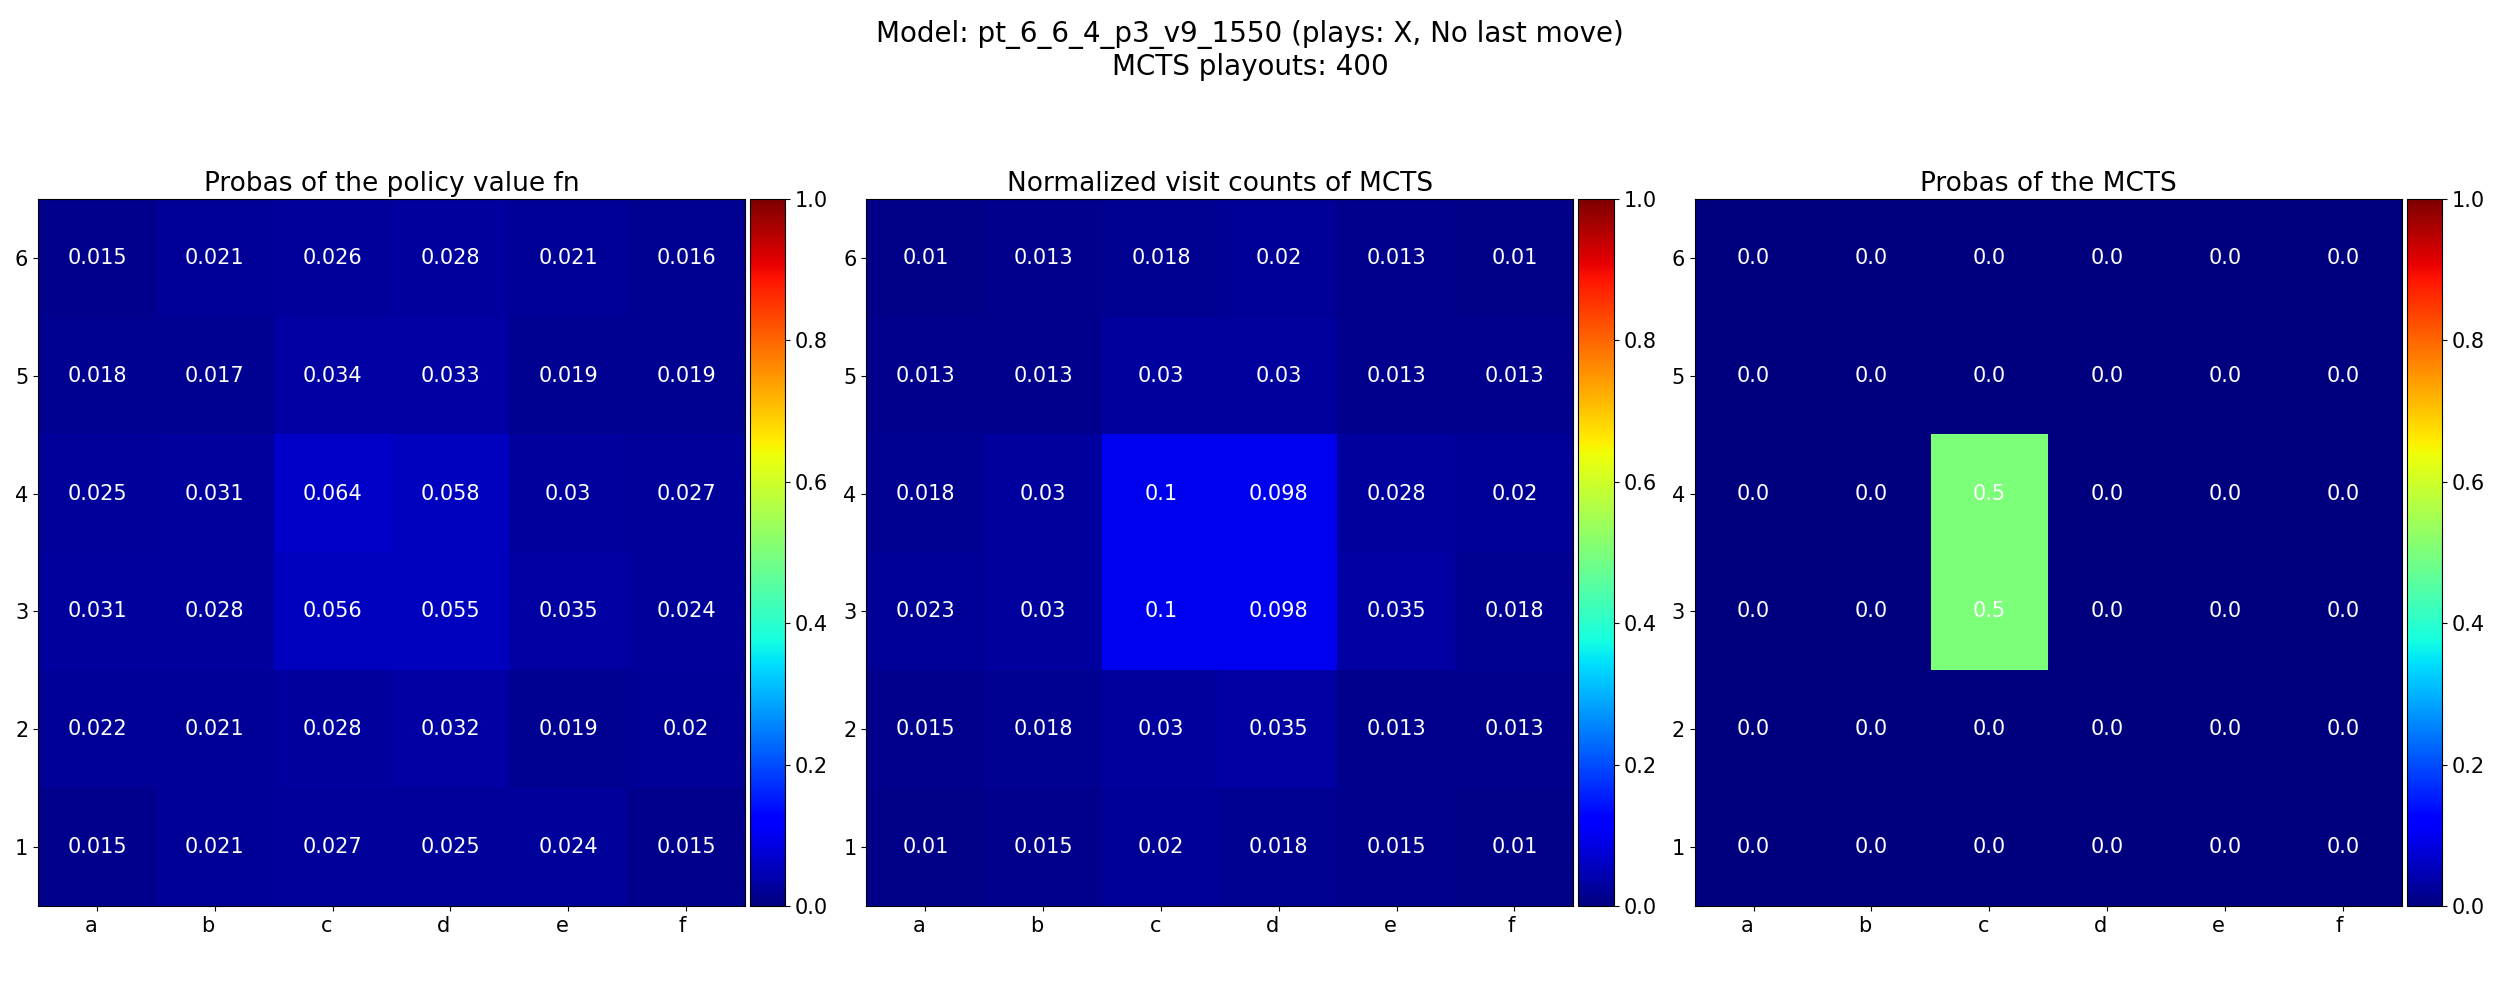 Model: pt_6_6_4_p3_v9_1550 (plays: X, No last move)
MCTS playouts: 400
Probas of the policy value fn
1.0
6 0.015 0.021 0.026 0.028 0.021 0.016
5 0.018 0.017 0.034 0.033 0.019 0.019
0.8
4 0.025 0.031 0.064 0.058 0.03 0.027
0.6
3 0.031 0.028 0.056 0.055 0.035 0.024
0.4
2 0.022 0.021 0.028 0.032 0.019 0.02
0.2
1 0.015 0.021 0.027 0.025 0.024 0.015
0.0
a b c d e f
Normalized visit counts of MCTS
1.0
6 0.01 0.013 0.018 0.02 0.013 0.01
5 0.013 0.013 0.03 0.03 0.013 0.013
0.8
4 0.018 0.03 0.1 0.098 0.028 0.02
0.6
3 0.023 0.03 0.1 0.098 0.035 0.018
0.4
2 0.015 0.018 0.03 0.035 0.013 0.013
0.2
1 0.01 0.015 0.02 0.018 0.015 0.01
0.0
a b c d e f
Probas of the MCTS
1.0
6 0.0 0.0 0.0 0.0 0.0 0.0
5 0.0 0.0 0.0 0.0 0.0 0.0
0.8
4 0.0 0.0 0.5 0.0 0.0 0.0
0.6
3 0.0 0.0 0.5 0.0 0.0 0.0
0.4
2 0.0 0.0 0.0 0.0 0.0 0.0
0.2
1 0.0 0.0 0.0 0.0 0.0 0.0
0.0
a b c d e f